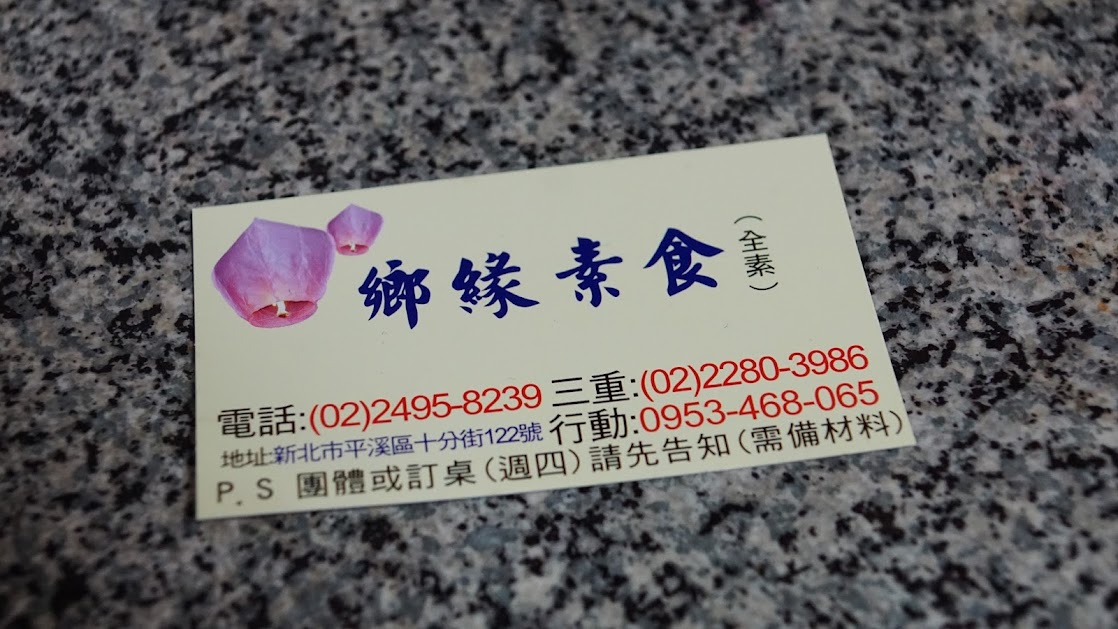 鄉緣素食
(全素)
電話:(02)2495-8239 三重:(02)2280-3986
地址:新北市平溪區十分街122號 行動:0953-468-065
P.S 團體或訂桌(週四)請先告知(需備材料)